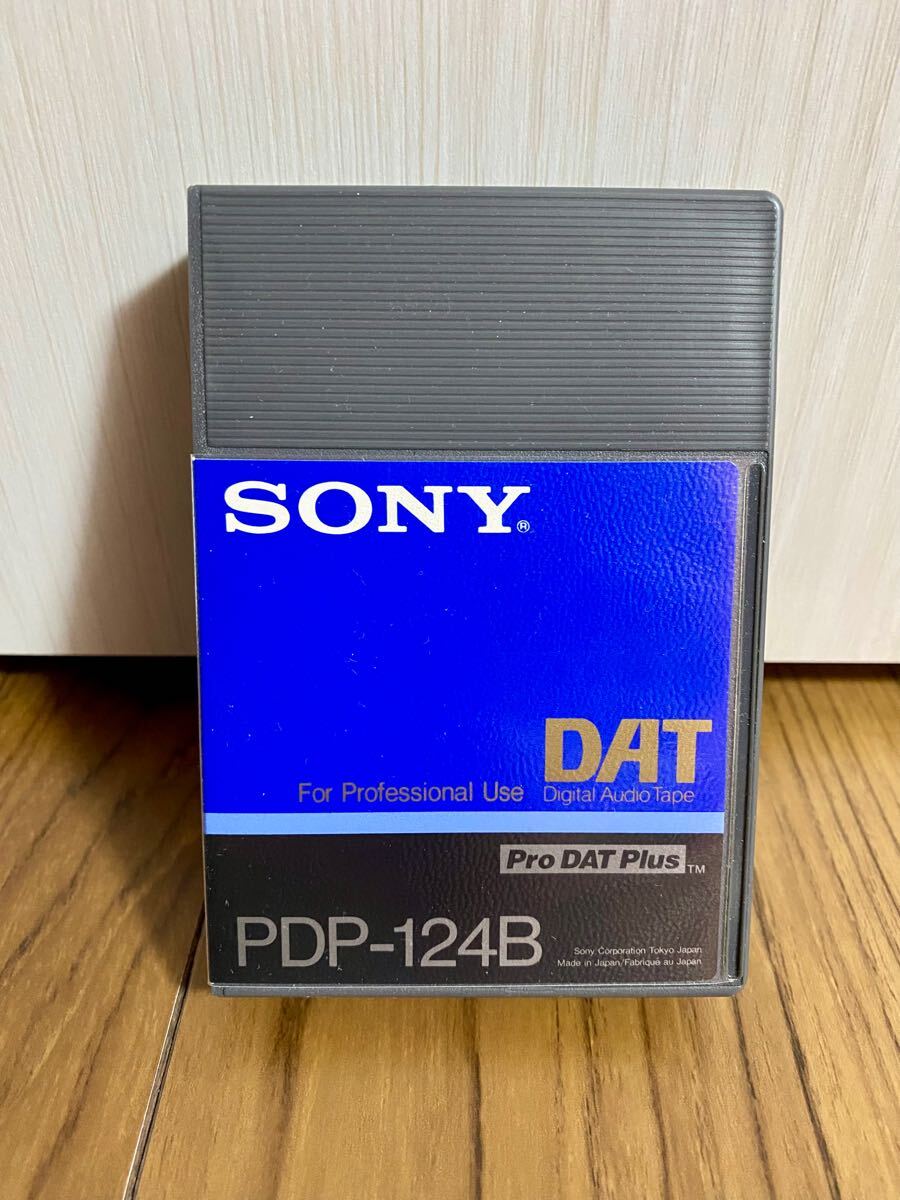 SONY®
DAT
For Professional Use Digital Audio Tape
Pro DAT Plus™
PDP-124B
Sony Corporation Tokyo Japan
Made in Japan/Fabriqué au Japan